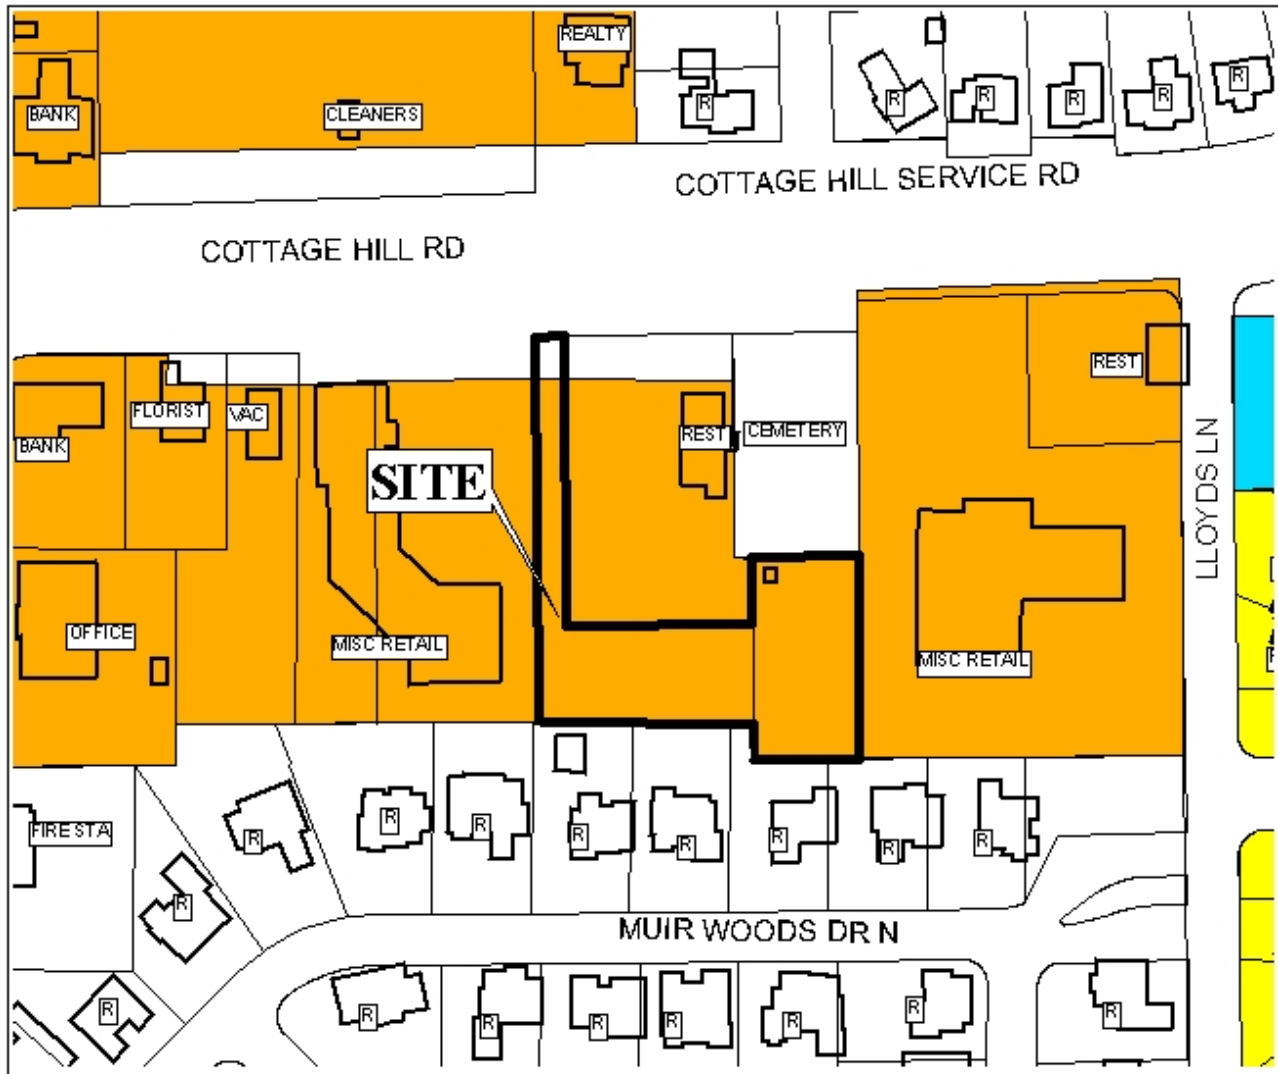 REALTY
BANK
CLEANERS
R
R
R
R
R
R
COTTAGE HILL SERVICE RD
COTTAGE HILL RD
REST
BANK
FLORIST
VAC
REST
CEMETERY
SITE
LLOYDS LN
OFFICE
MISC RETAIL
MISC RETAIL
FIRE STA
R
R
R
R
R
R
R
R
R
MUIR WOODS DR N
R
R
R
R
R
R
R
R